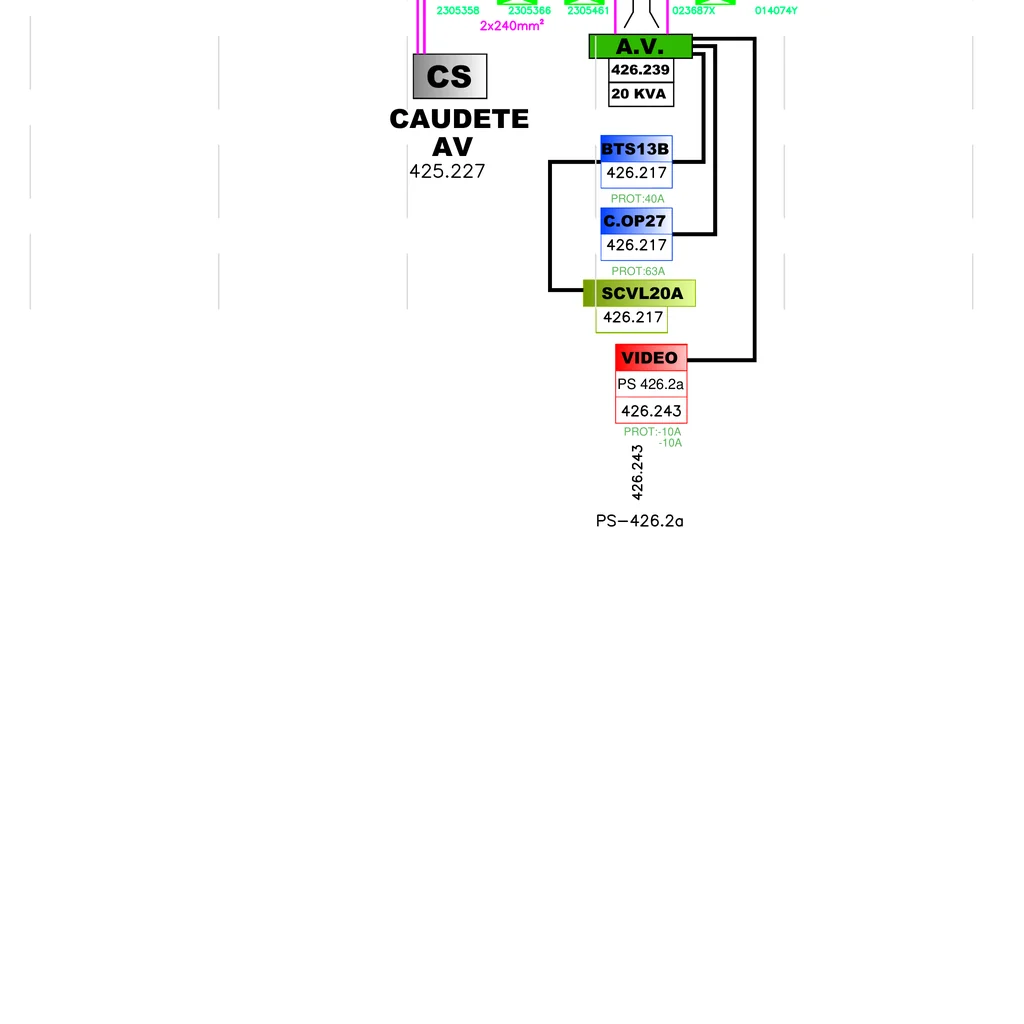 2305358
2305366
2305461
023687X
014074Y
2x240mm²
A.V.
426.239
20 KVA
CS
CAUDETE
AV
425.227
BTS13B
426.217
PROT:40A
C.OP27
426.217
PROT:63A
SCVL20A
426.217
VIDEO
PS 426.2a
426.243
PROT:-10A
-10A
426.243
PS-426.2a